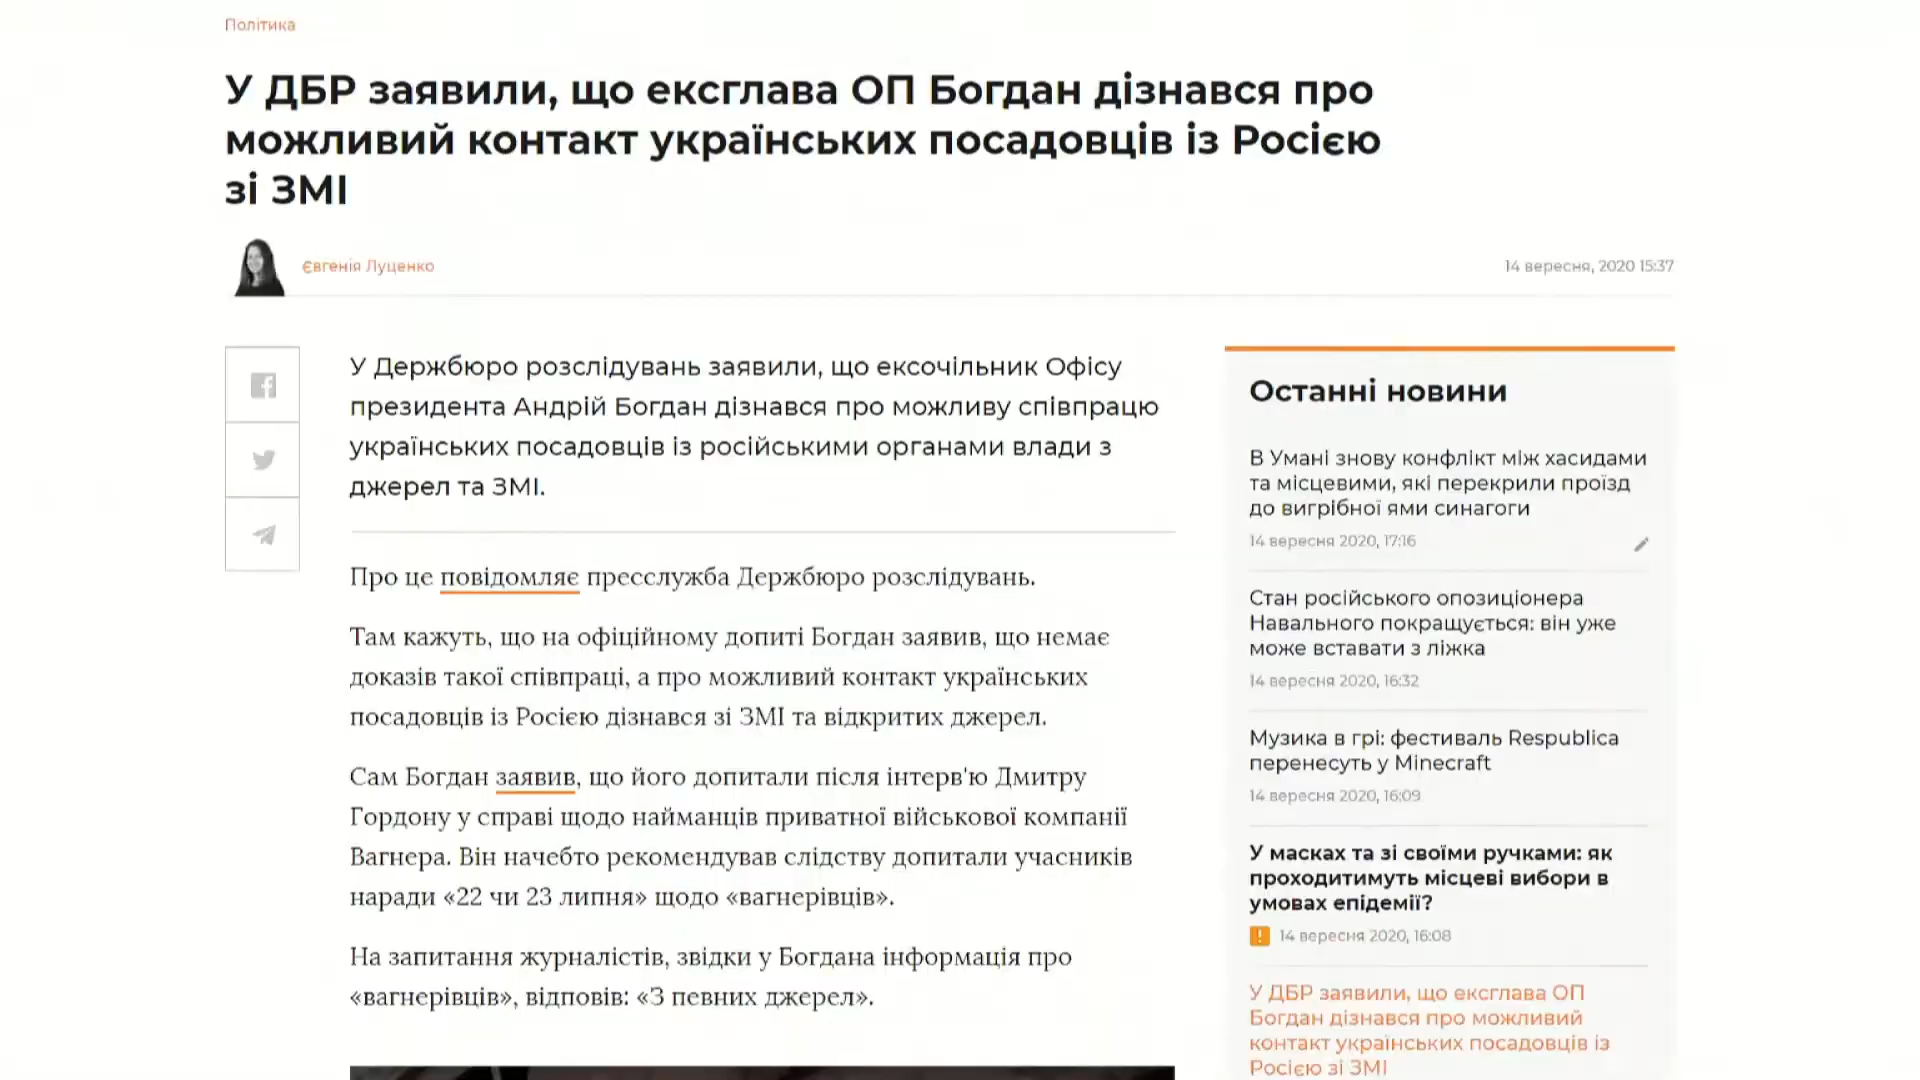 Політика
У ДБР заявили, що ексглава ОП Богдан дізнався про
можливий контакт українських посадовців із Росією
зі ЗМІ
Євгенія Луценко
14 вересня, 2020 15:37
У Держбюро розслідувань заявили, що ексочільник Офісу
президента Андрій Богдан дізнався про можливу співпрацю
українських посадовців із російськими органами влади з
джерел та ЗМІ.
Про це повідомляє пресслужба Держбюро розслідувань.
Там кажуть, що на офіційному допиті Богдан заявив, що немає
доказів такої співпраці, а про можливий контакт українських
посадовців із Росією дізнався зі ЗМІ та відкритих джерел.
Сам Богдан заявив, що його допитали після інтерв'ю Дмитру
Гордону у справі щодо найманців приватної військової компанії
Вагнера. Він начебто рекомендував слідству допитали учасників
наради «22 чи 23 липня» щодо «вагнерівців».
На запитання журналістів, звідки у Богдана інформація про
«вагнерівців», відповів: «З певних джерел».
Останні новини
В Умані знову конфлікт між хасидами
та місцевими, які перекрили проїзд
до вигрібної ями синагоги
14 вересня 2020, 17:16
Стан російського опозиціонера
Навального покращується: він уже
може вставати з ліжка
14 вересня 2020, 16:32
Музика в грі: фестиваль Respublica
перенесуть у Minecraft
14 вересня 2020, 16:09
У масках та зі своїми ручками: як
проходитимуть місцеві вибори в
умовах епідемії?
14 вересня 2020, 16:08
У ДБР заявили, що ексглава ОП
Богдан дізнався про можливий
контакт українських посадовців із
Росією зі ЗМІ